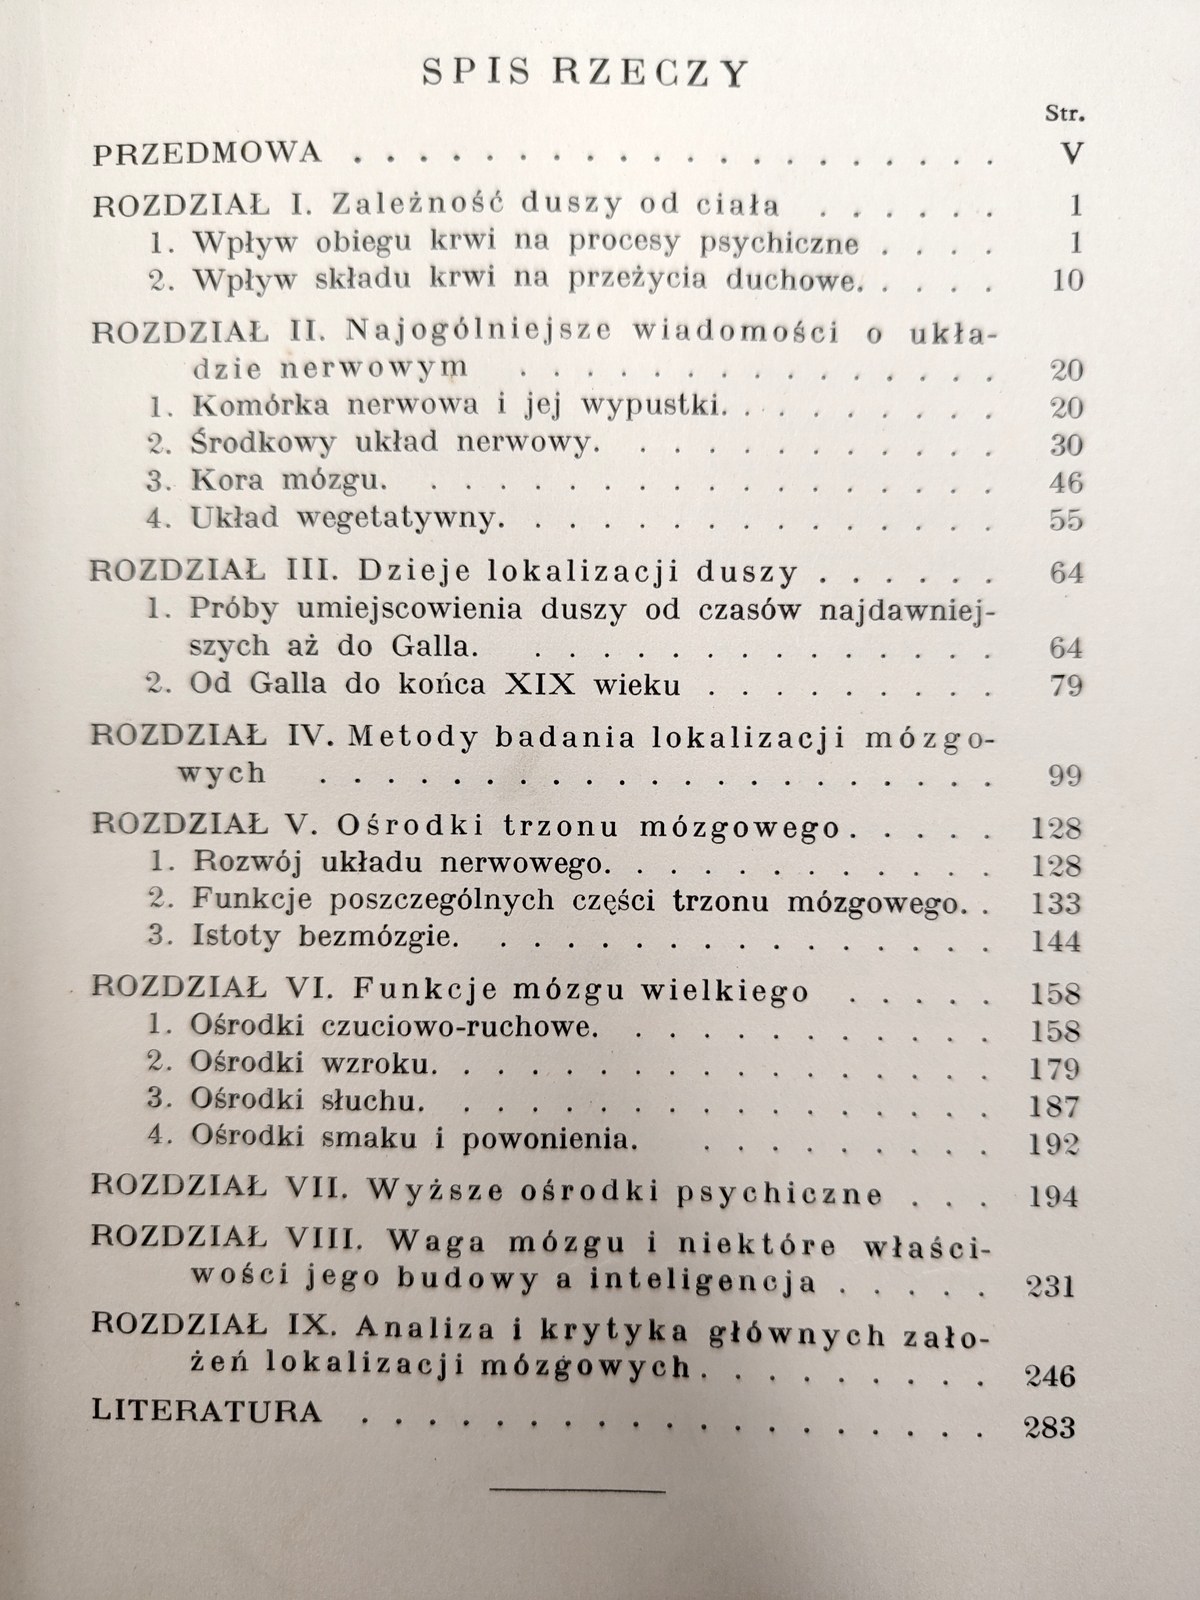 SPIS RZECZY
Str.
PRZEDMOWA . . . . . . . . . . . . . . . . . . . . V
ROZDZIAŁ I. Zależność duszy od ciała . . . . . . 1
1. Wpływ obiegu krwi na procesy psychiczne . . . . 1
2. Wpływ składu krwi na przeżycia duchowe. . . . . 10
ROZDZIAŁ II. Najogólniejsze wiadomości o ukła-
dzie nerwowym . . . . . . . . . . . . . . . 20
1. Komórka nerwowa i jej wypustki. . . . . . . . . 20
2. Środkowy układ nerwowy. . . . . . . . . . . . 30
3. Kora mózgu. . . . . . . . . . . . . . . . . . 46
4. Układ wegetatywny. . . . . . . . . . . . . . . 55
ROZDZIAŁ III. Dzieje lokalizacji duszy . . . . . . 64
1. Próby umiejscowienia duszy od czasów najdawniej-
szych aż do Galla. . . . . . . . . . . . . . . 64
2. Od Galla do końca XIX wieku . . . . . . . . . 79
ROZDZIAŁ IV. Metody badania lokalizacji mózgo-
wych . . . . . . . . . . . . . . . . . . . . 99
ROZDZIAŁ V. Ośrodki trzonu mózgowego. . . . . 128
1. Rozwój układu nerwowego. . . . . . . . . . . . 128
2. Funkcje poszczególnych części trzonu mózgowego. . 133
3. Istoty bezmózgie. . . . . . . . . . . . . . . . 144
ROZDZIAŁ VI. Funkcje mózgu wielkiego . . . . . 158
1. Ośrodki czuciowo-ruchowe. . . . . . . . . . . . 158
2. Ośrodki wzroku. . . . . . . . . . . . . . . . . 179
3. Ośrodki słuchu. . . . . . . . . . . . . . . . . 187
4. Ośrodki smaku i powonienia. . . . . . . . . . 192
ROZDZIAŁ VII. Wyższe ośrodki psychiczne . . . 194
ROZDZIAŁ VIII. Waga mózgu i niektóre właści-
wości jego budowy a inteligencja . . . . . 231
ROZDZIAŁ IX. Analiza i krytyka głównych zało-
żeń lokalizacji mózgowych. . . . . . . . . 246
LITERATURA . . . . . . . . . . . . . . . . . . . 283